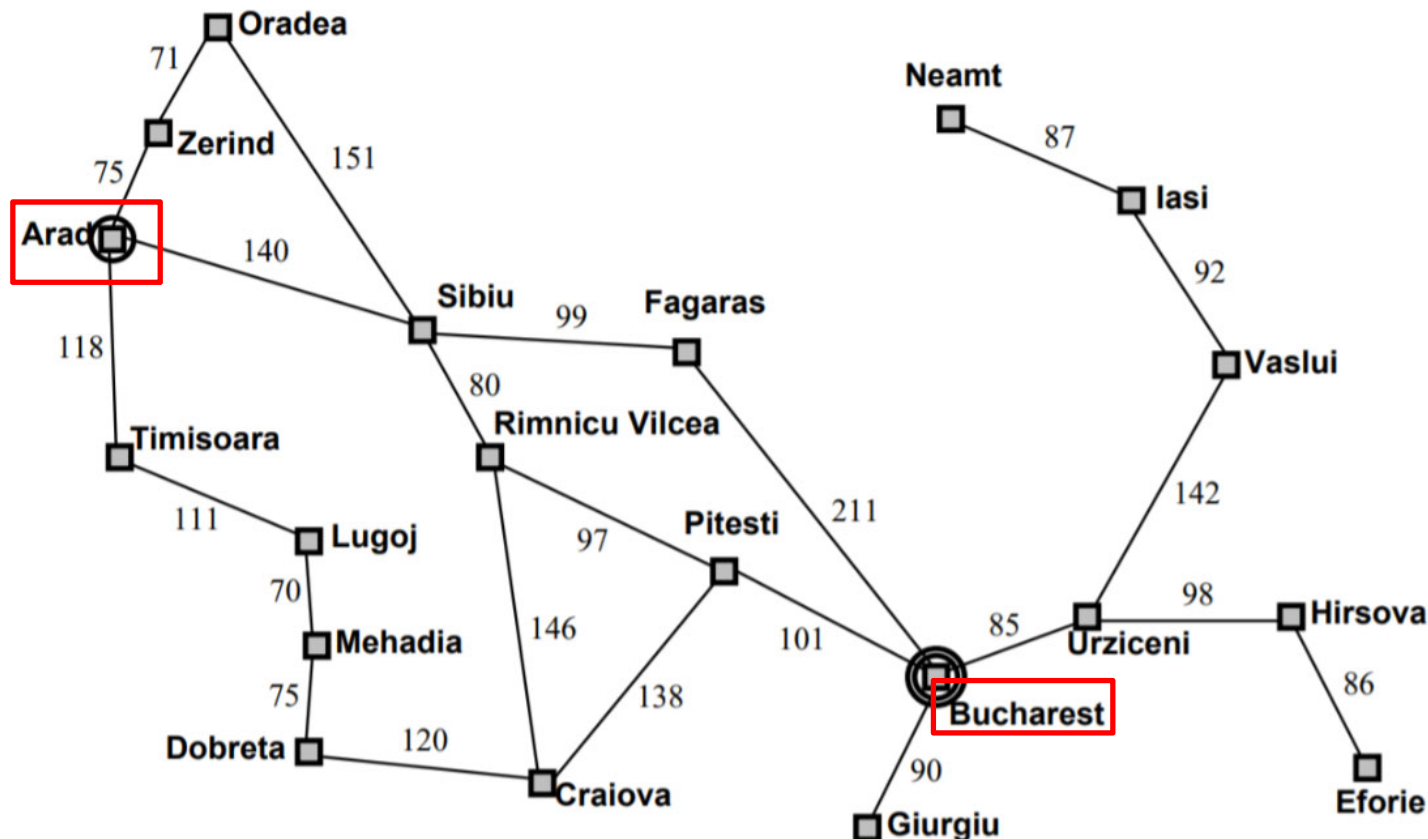 Oradea
71
Neamt
87
Zerind
151
75
Iasi
Arad
140
92
Sibiu
Fagaras
99
118
Vaslui
80
Timisoara
Rimnicu Vilcea
142
111
211
Lugoj
97
Pitesti
70
98
Hirsova
146
101
85
Mehadia
Urziceni
75
138
86
Bucharest
Dobreta
120
90
Craiova
Eforie
Giurgiu